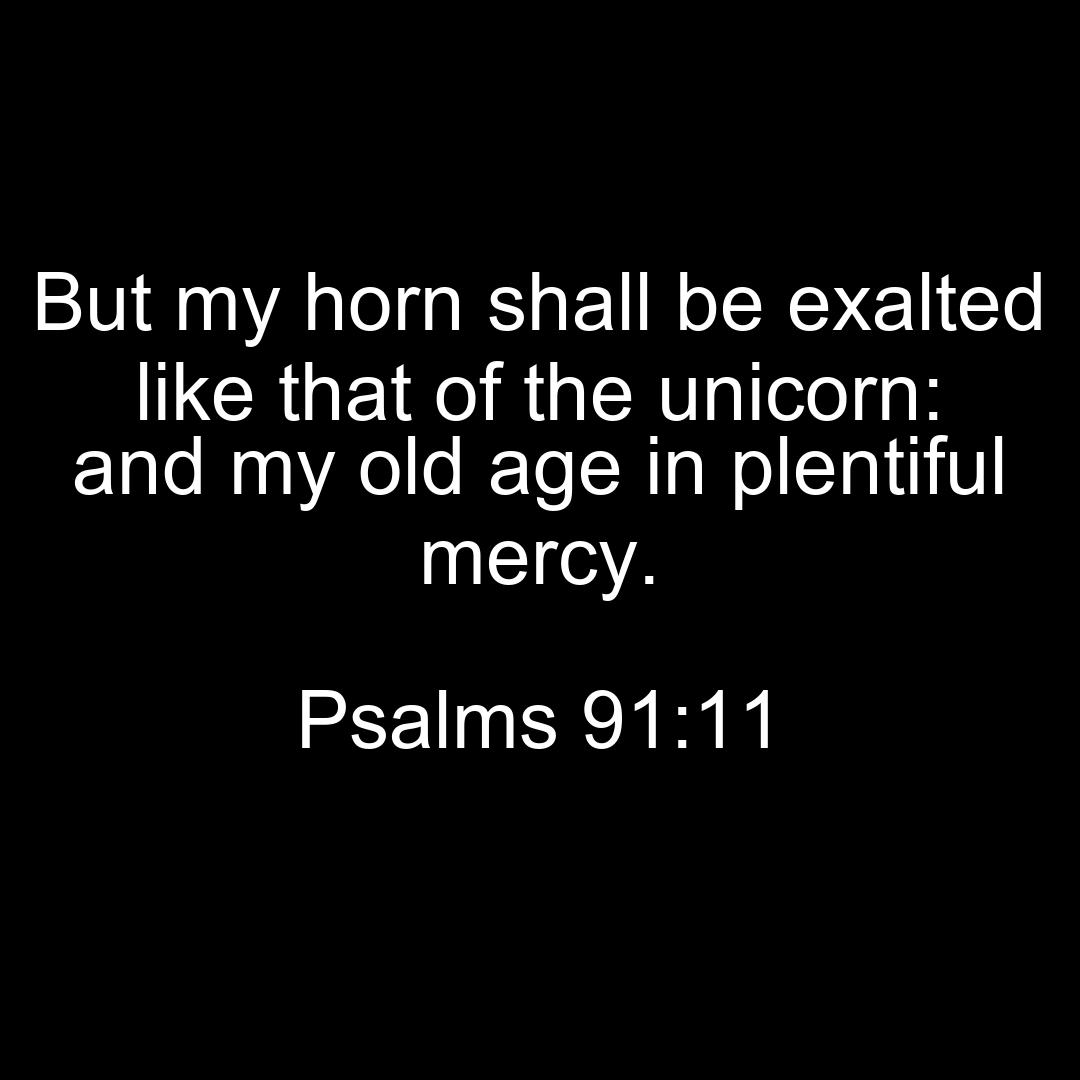 But my horn shall be exalted
like that of the unicorn:
and my old age in plentiful
mercy.
Psalms 91:11